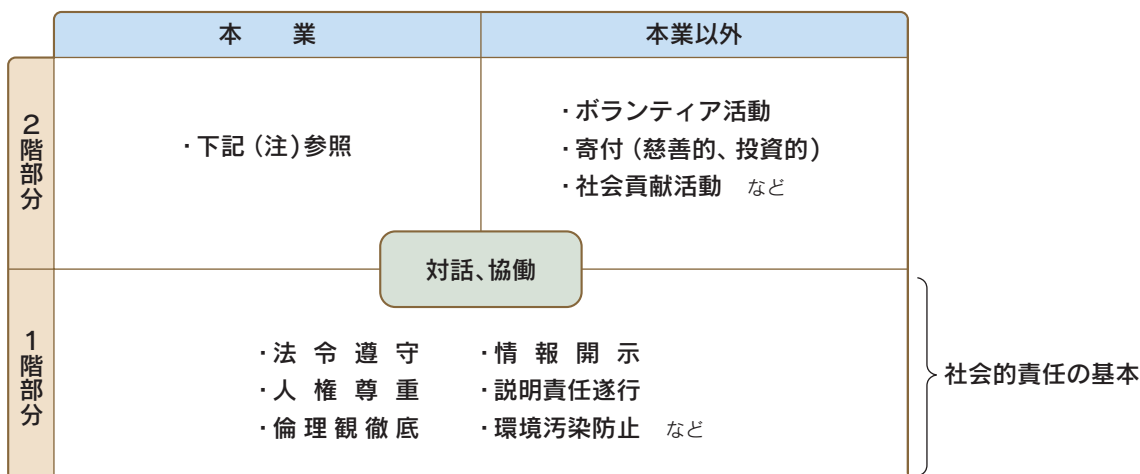 本業
本業以外
2階部分
・下記（注）参照
・ボランティア活動
・寄付（慈善的、投資的）
・社会貢献活動 など
対話、協働
1階部分
・法令遵守
・人権尊重
・倫理観徹底
・情報開示
・説明責任遂行
・環境汚染防止 など
社会的責任の基本